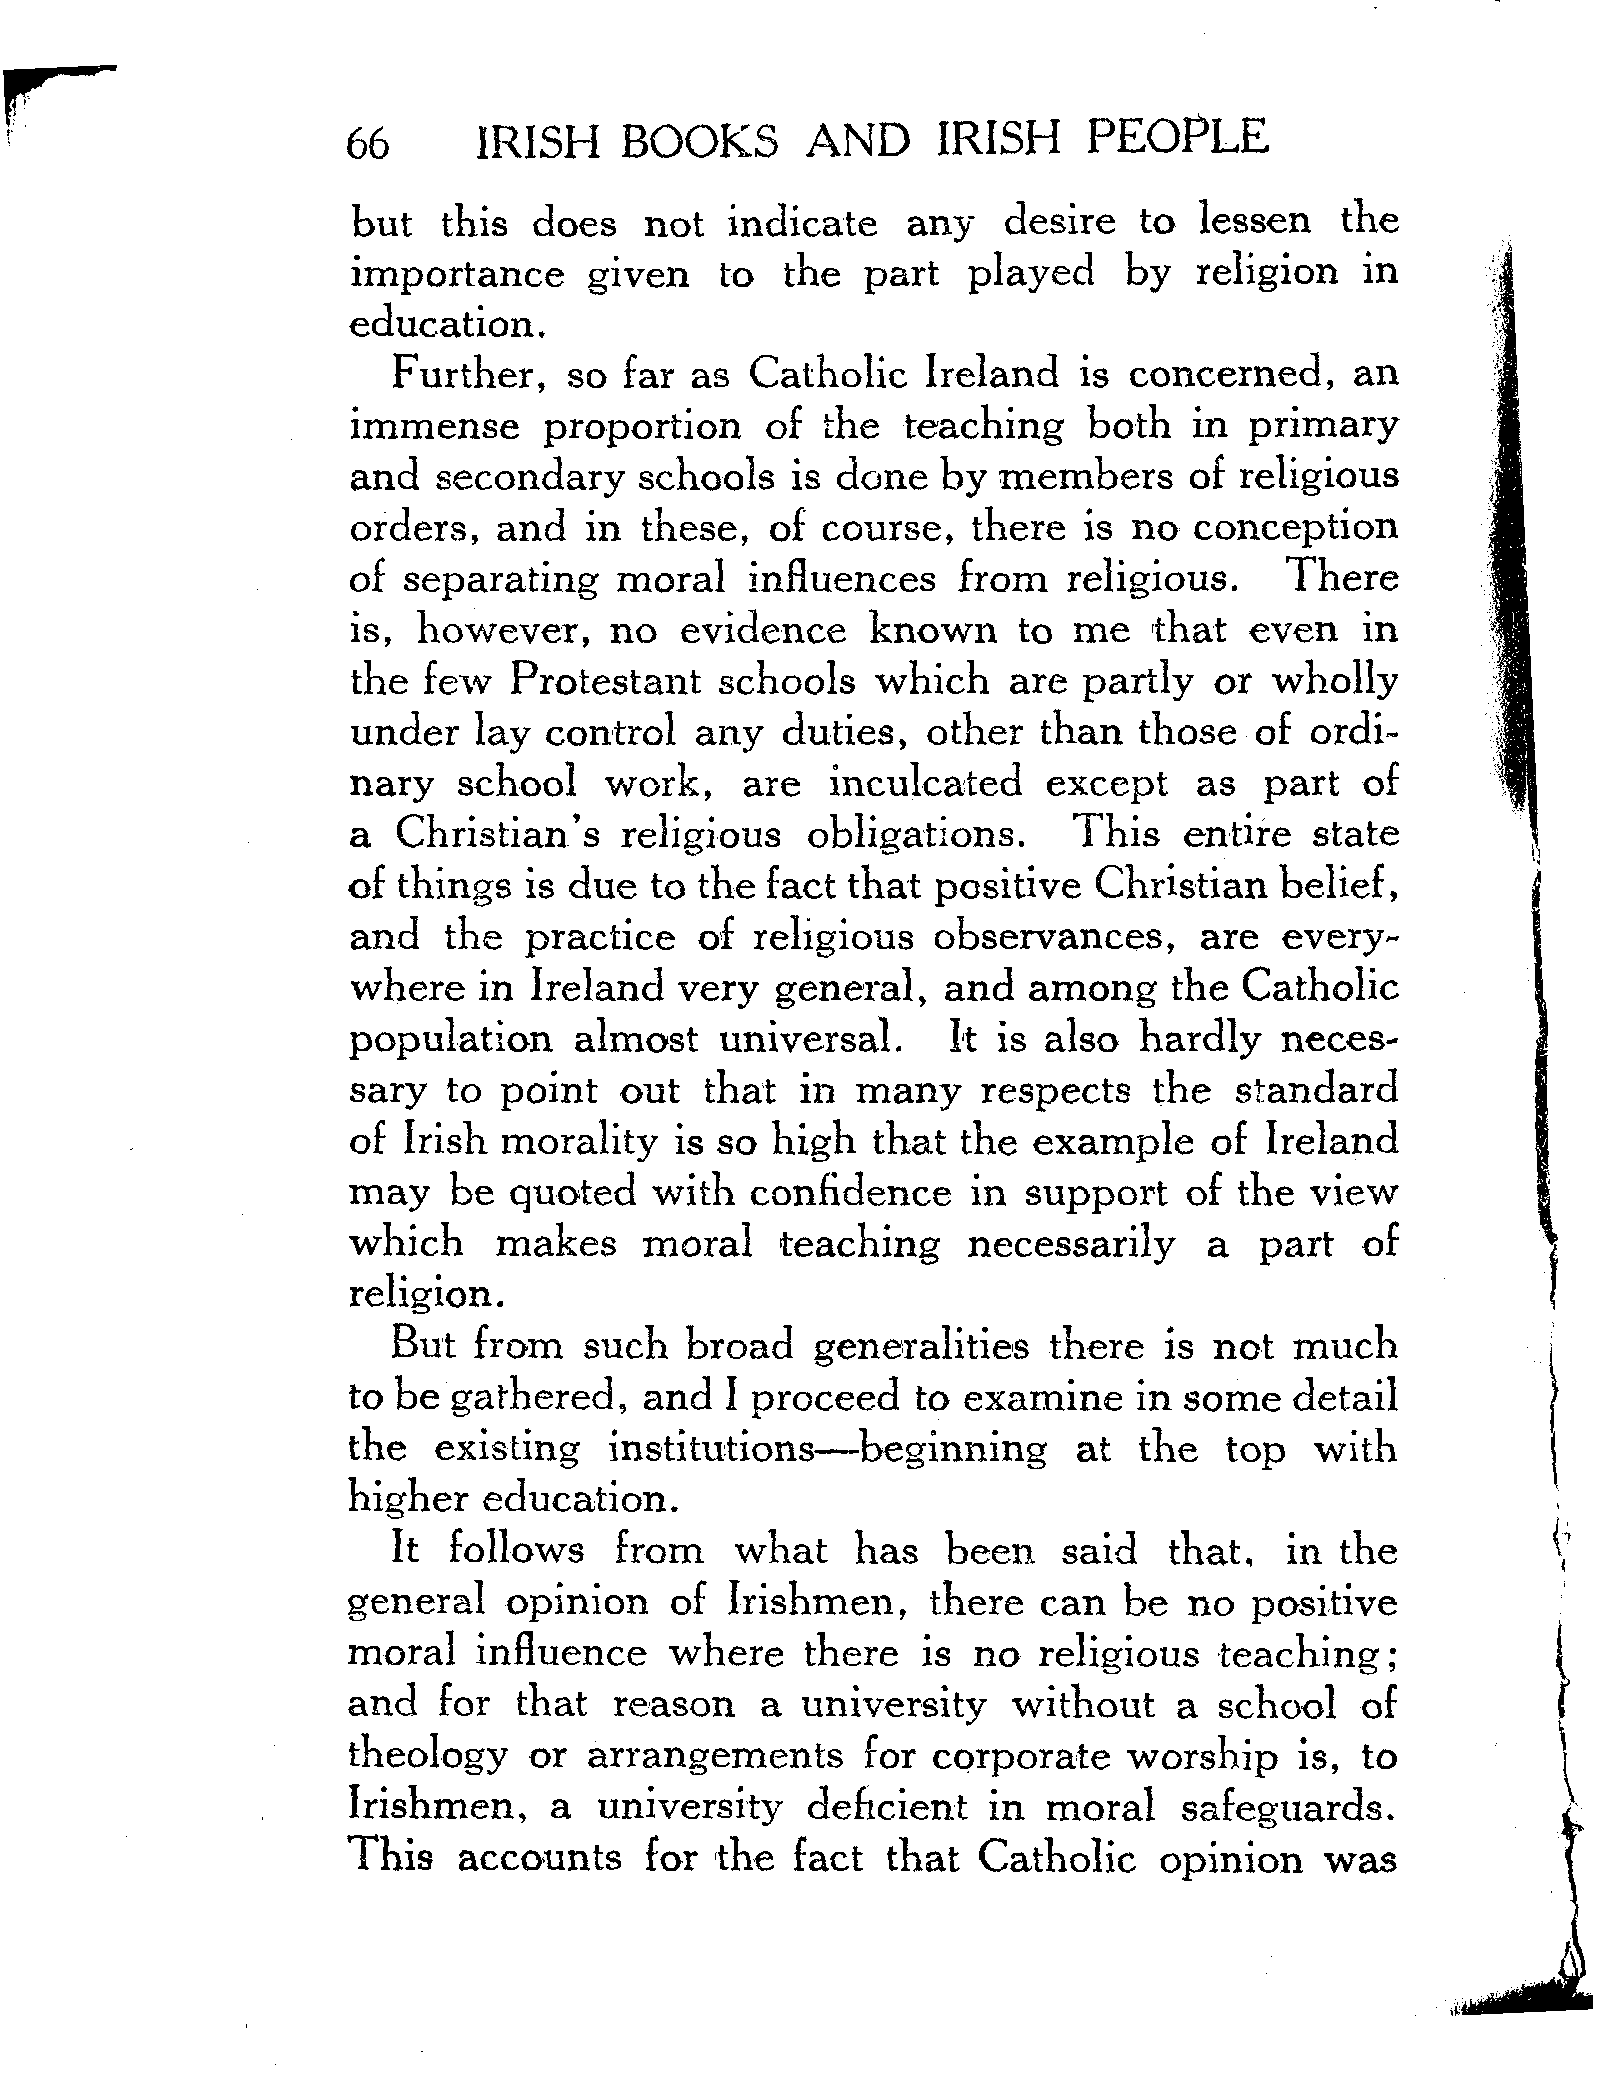 66 IRISH BOOKS AND IRISH PEOPLE
but this does not indicate any desire to lessen the
importance given to the part played by religion in
education.
Further, so far as Catholic Ireland is concerned, an
immense proportion of the teaching both in primary
and secondary schools is done by members of religious
orders, and in these, of course, there is no conception
of separating moral influences from religious. There
is, however, no evidence known to me that even in
the few Protestant schools which are partly or wholly
under lay control any duties, other than those of ordi-
nary school work, are inculcated except as part of
a Christian's religious obligations. This entire state
of things is due to the fact that positive Christian belief,
and the practice of religious observances, are every-
where in Ireland very general, and among the Catholic
population almost universal. It is also hardly neces-
sary to point out that in many respects the standard
of Irish morality is so high that the example of Ireland
may be quoted with confidence in support of the view
which makes moral teaching necessarily a part of
religion.
But from such broad generalities there is not much
to be gathered, and I proceed to examine in some detail
the existing institutions—beginning at the top with
higher education.
It follows from what has been said that, in the
general opinion of Irishmen, there can be no positive
moral influence where there is no religious teaching;
and for that reason a university without a school of
theology or arrangements for corporate worship is, to
Irishmen, a university deficient in moral safeguards.
This accounts for the fact that Catholic opinion was